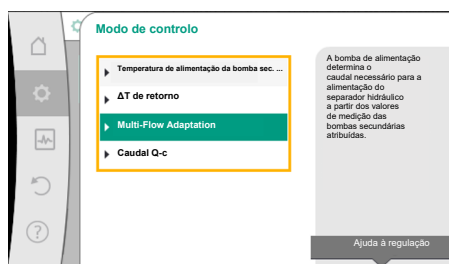 Modo de controlo
Temperatura de alimentação da bomba sec. ...
ΔT de retorno
Multi-Flow Adaptation
Caudal Q-c
A bomba de alimentação
determina o
caudal necessário para a
alimentação do
separador hidráulico
a partir dos valores
de medição das
bombas secundárias
atribuídas.
Ajuda à regulação